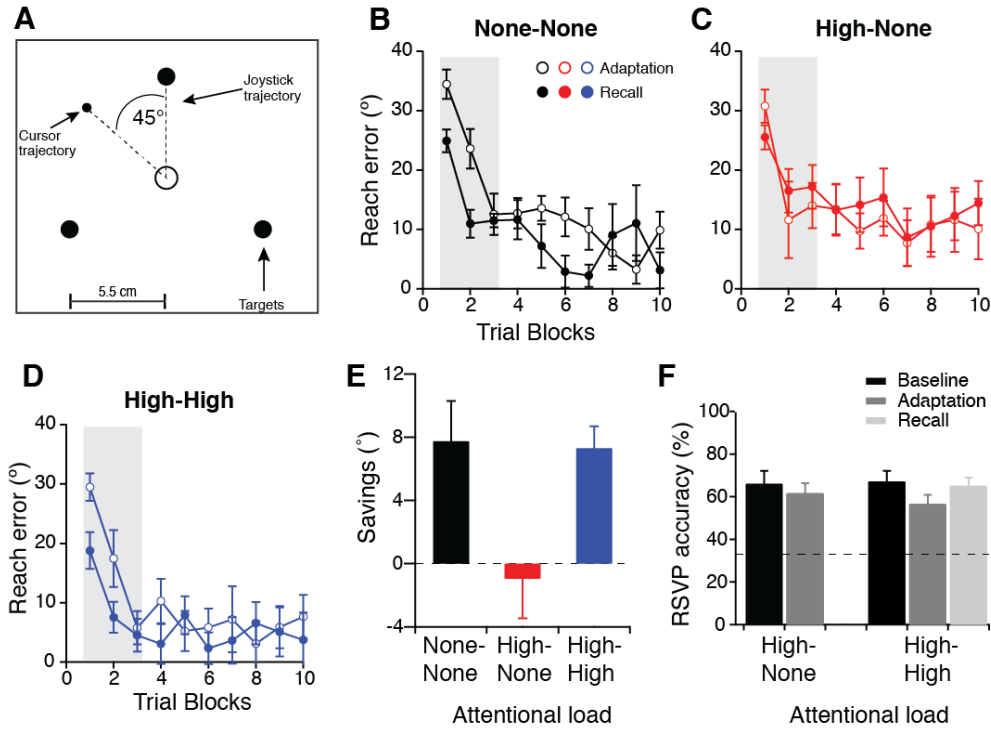 A
Joystick
trajectory
45°
Cursor
trajectory
5.5 cm
Targets
B
None-None
Adaptation
Recall
Reach error (º)
40
30
20
10
0
0 2 4 6 8 10
Trial Blocks
C
High-None
40
30
20
10
0
0 2 4 6 8 10
D
High-High
Reach error (º)
40
30
20
10
0
0 2 4 6 8 10
Trial Blocks
E
Savings (˚)
12
8
4
0
-4
None-
None
High-
None
High-
High
Attentional load
F
Baseline
Adaptation
Recall
RSVP accuracy (%)
100
80
60
40
20
0
High-
None
High-
High
Attentional load